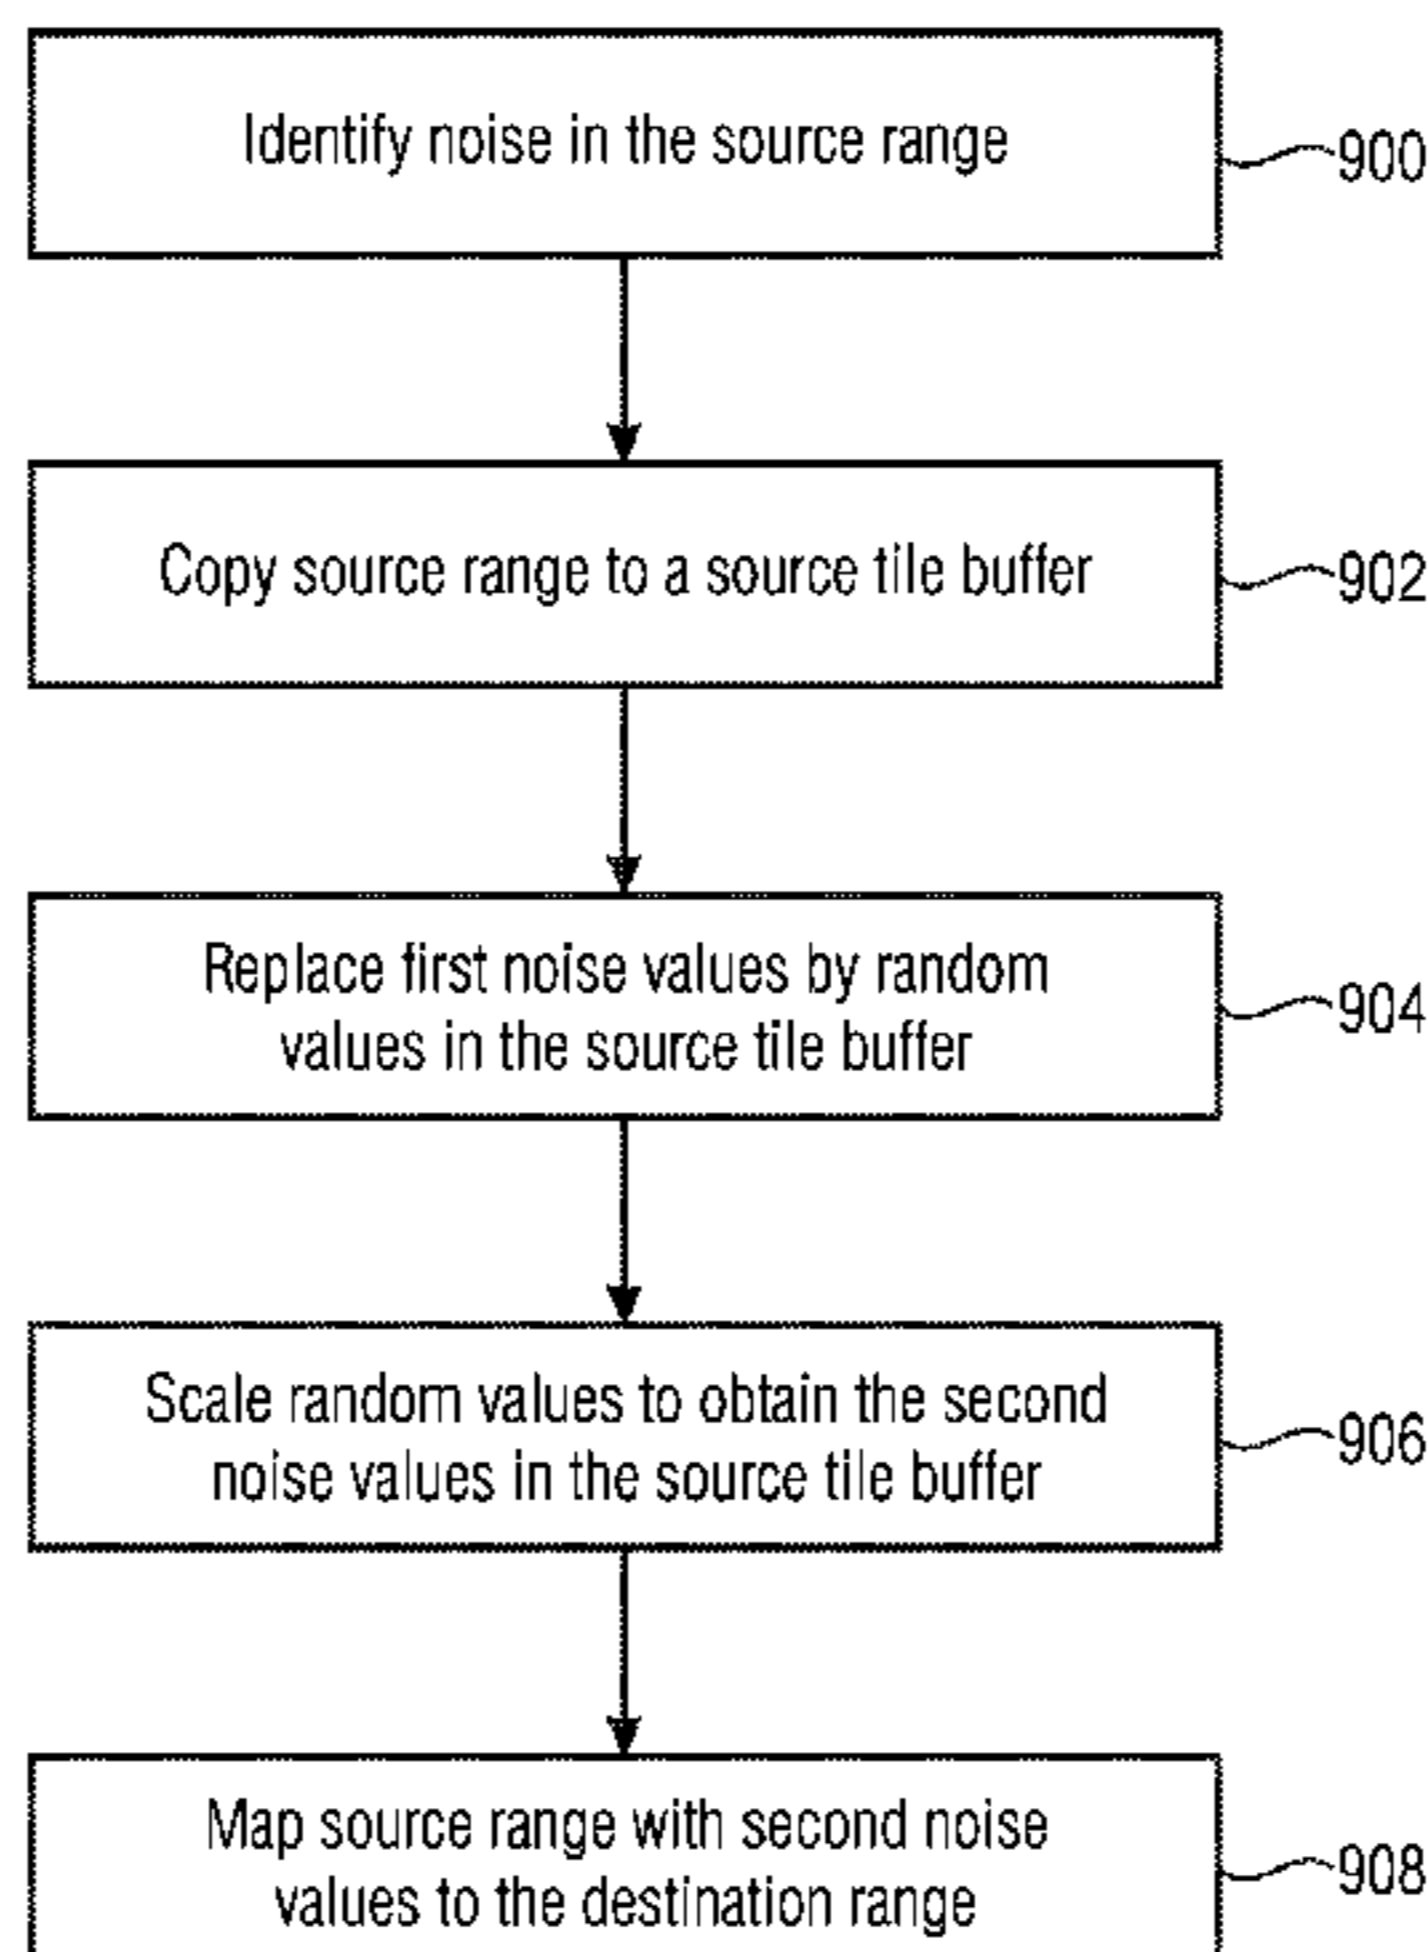 Identify noise in the source range
900
Copy source range to a source tile buffer
902
Replace first noise values by random
values in the source tile buffer
904
Scale random values to obtain the second
noise values in the source tile buffer
906
Map source range with second noise
values to the destination range
908